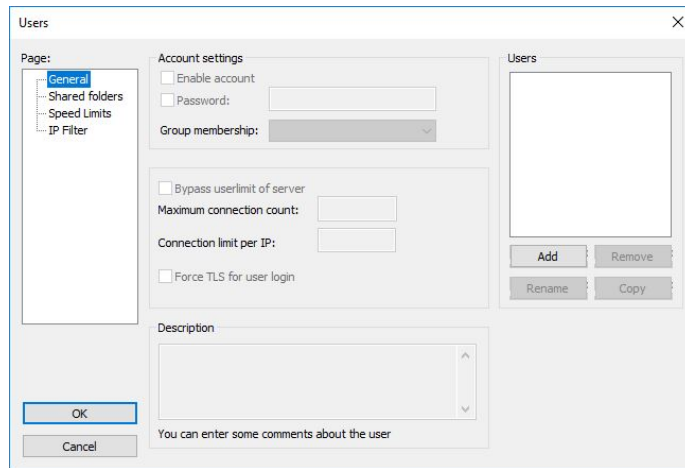 Users
Page:
General
Shared folders
Speed Limits
IP Filter
OK
Cancel
Account settings
Enable account
Password:
Group membership:
Bypass userlimit of server
Maximum connection count:
Connection limit per IP:
Force TLS for user login
Description
You can enter some comments about the user
Users
Add Remove
Rename Copy